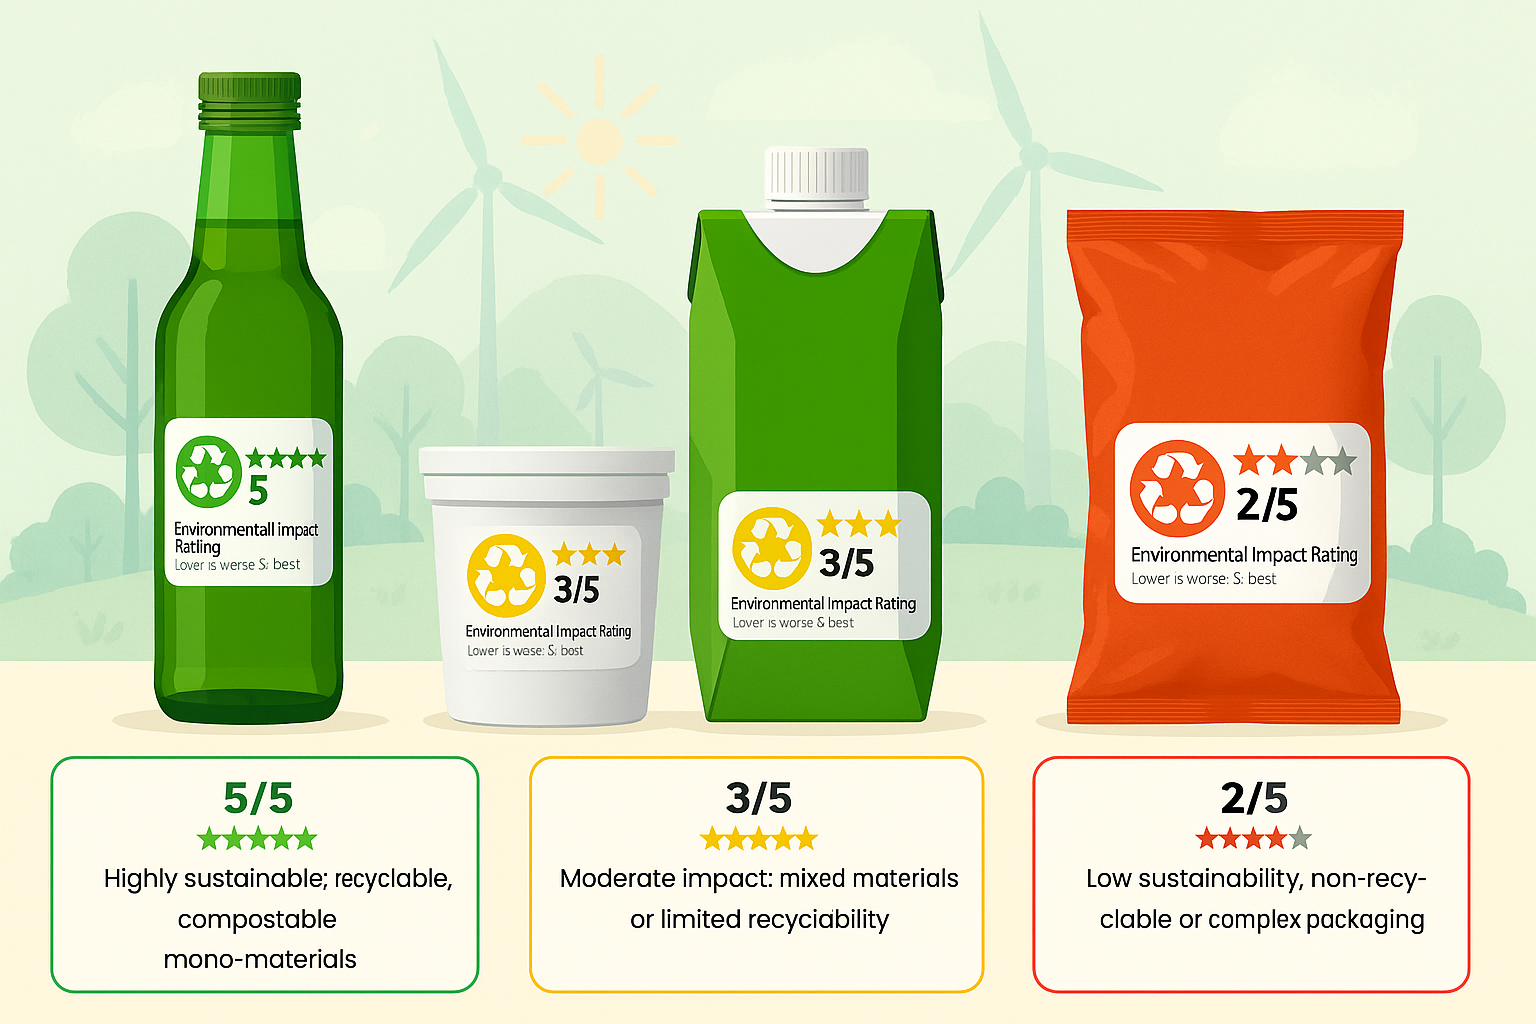 5
Environmentall impact
Ratling
Lover is werse S: best
3/5
Environmental Impact Rating
Lower is wase: S: bost
3/5
Environmental Impact Rating
Lover is worse & best
2/5
Environmental Impact Rating
Lower is worse: S: best
5/5
Highly sustainable; recyclable,
compostable
mono-materials
3/5
Moderate impact: mixed materials
or limited recyciability
2/5
Low sustainability, non-recy-
clable or complex packaging